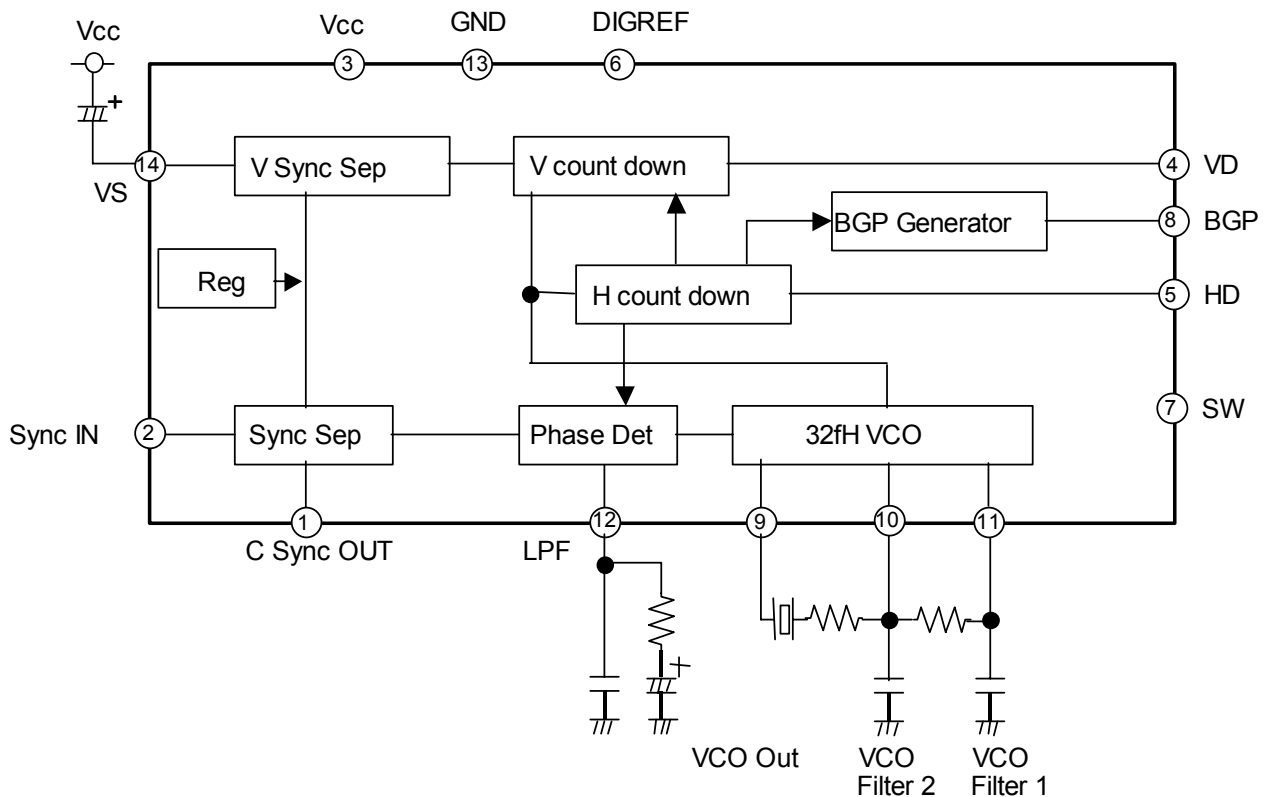 Vcc
Vcc
GND
DIGREF
3
13
6
+
14
VS
V Sync Sep
V count down
4
VD
BGP Generator
8
BGP
Reg
H count down
5
HD
7
SW
Sync IN
2
Sync Sep
Phase Det
32fH VCO
1
12
9
10
11
C Sync OUT
LPF
+
VCO Out
VCO
Filter 2
VCO
Filter 1